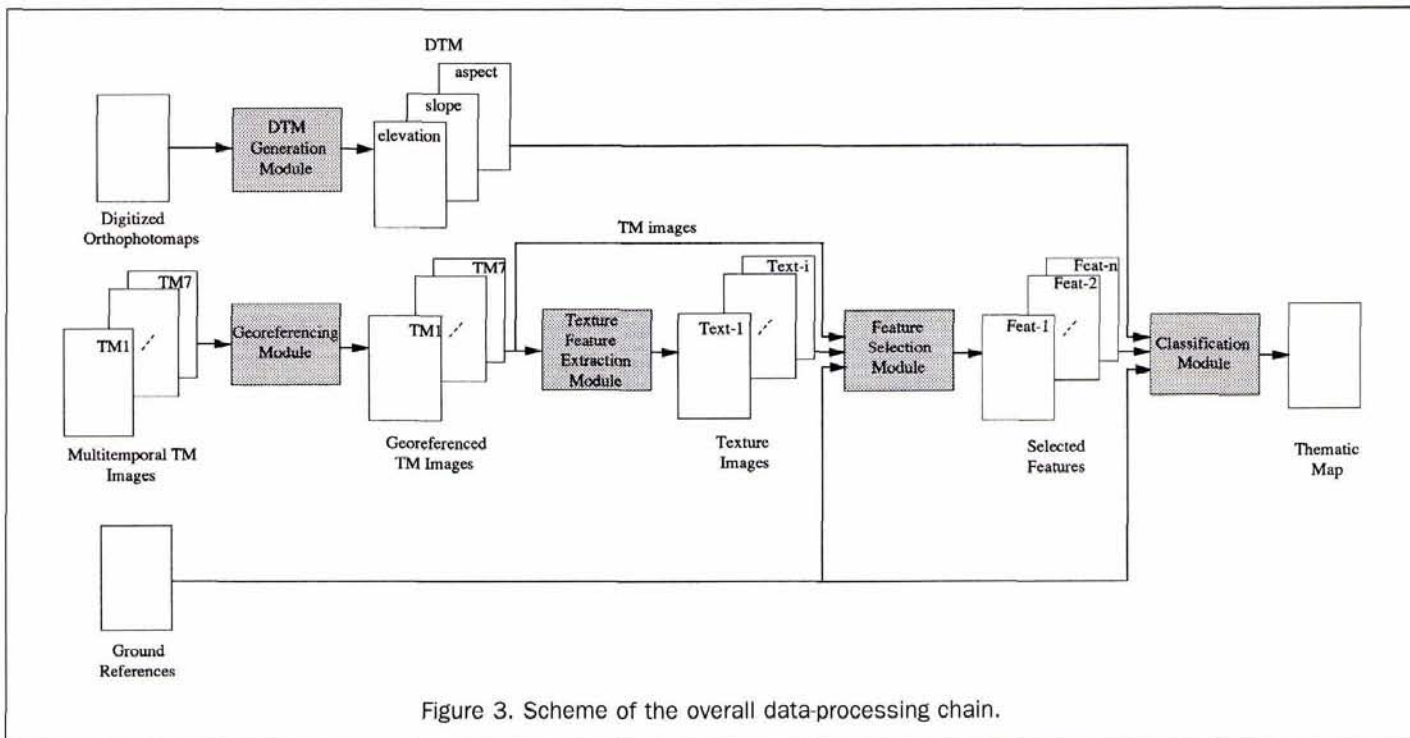 DTM
aspect
slope
elevation
DTM
Generation
Module
Digitized
Orthophotomaps
TM images
TM7
TM1
Georeferencing
Module
TM7
TM1
Texture
Feature
Extraction
Module
Text-i
Text-1
Feature
Selection
Module
Feat-n
Feat-2
Feat-1
Classification
Module
Multitemporal TM
Images
Georeferenced
TM Images
Texture
Images
Selected
Features
Thematic
Map
Ground
References
Figure 3. Scheme of the overall data-processing chain.